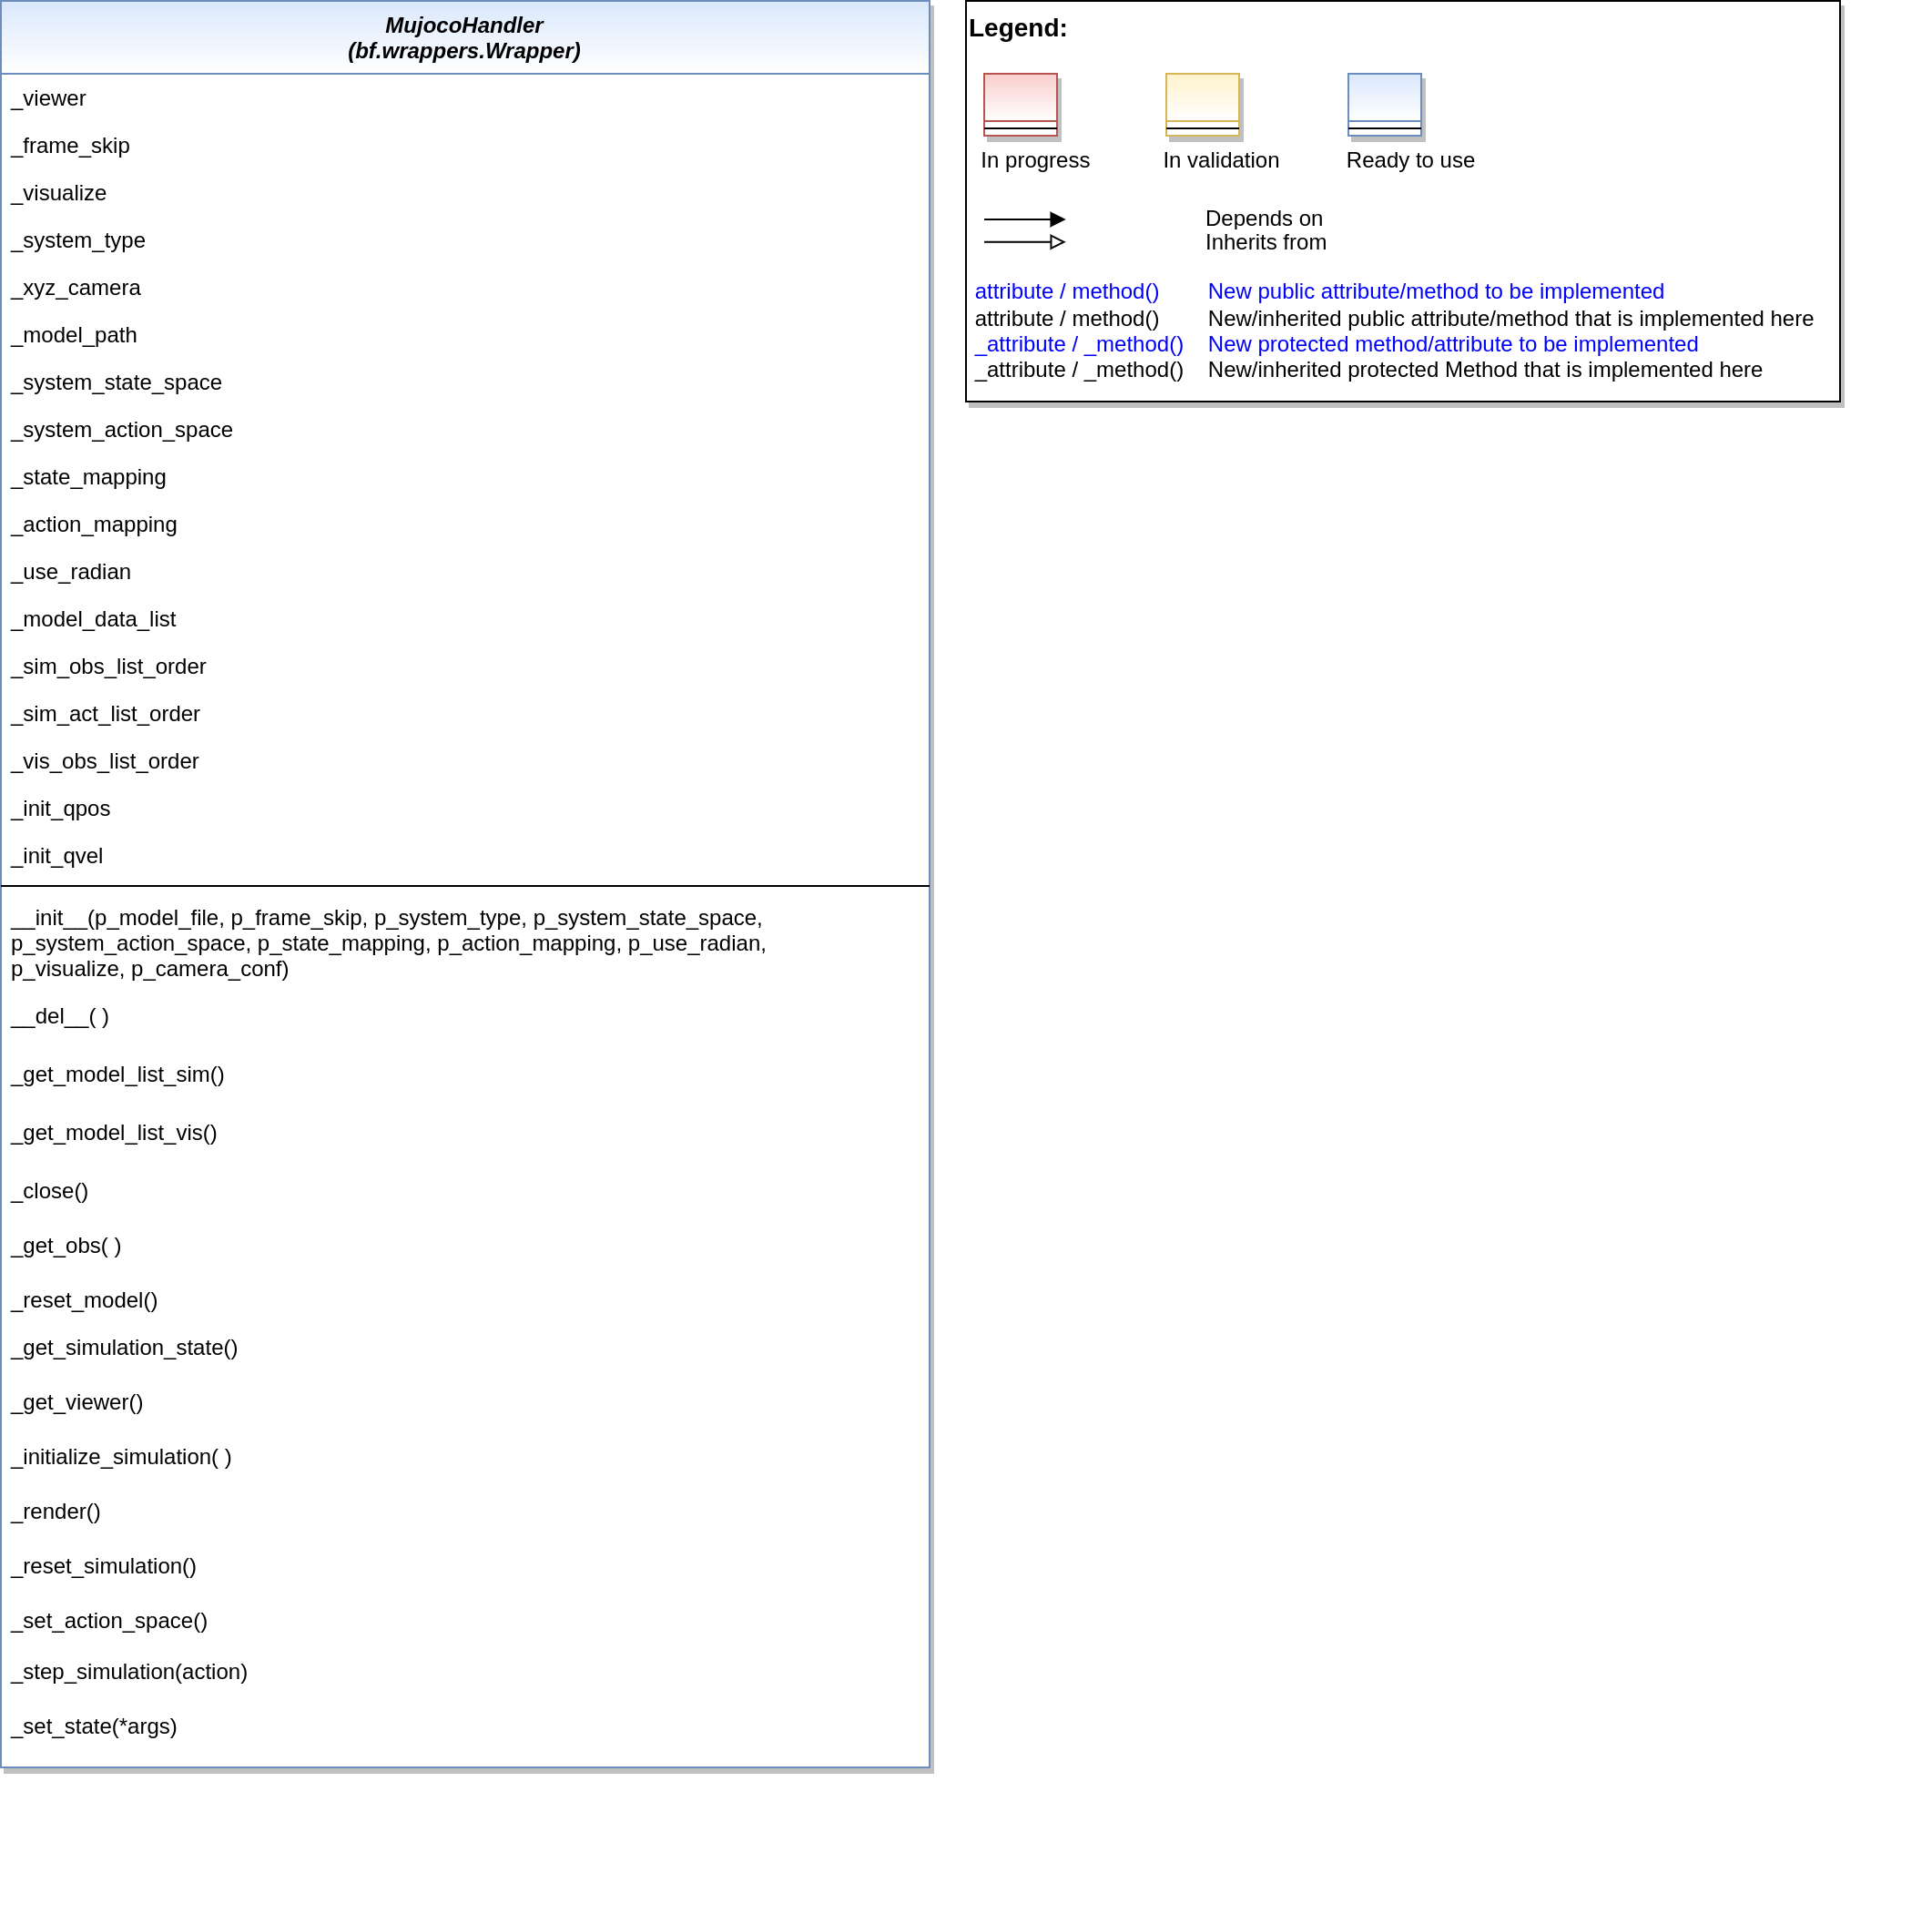 MujocoHandler
(bf.wrappers.Wrapper)
_viewer
_frame_skip
_visualize
_system_type
_xyz_camera
_model_path
_system_state_space
_system_action_space
_state_mapping
_action_mapping
_use_radian
_model_data_list
_sim_obs_list_order
_sim_act_list_order
_vis_obs_list_order
_init_qpos
_init_qvel
__init__(p_model_file, p_frame_skip, p_system_type, p_system_state_space,
p_system_action_space, p_state_mapping, p_action_mapping, p_use_radian,
p_visualize, p_camera_conf)
__del__( )
_get_model_list_sim()
_get_model_list_vis()
_close()
_get_obs( )
_reset_model()
_get_simulation_state()
_get_viewer()
_initialize_simulation( )
_render()
_reset_simulation()
_set_action_space()
_step_simulation(action)
_set_state(*args)
Legend:
In progress In validation Ready to use
Depends on
Inherits from
attribute / method() New public attribute/method to be implemented
attribute / method() New/inherited public attribute/method that is implemented here
_attribute / _method() New protected method/attribute to be implemented
_attribute / _method() New/inherited protected Method that is implemented here